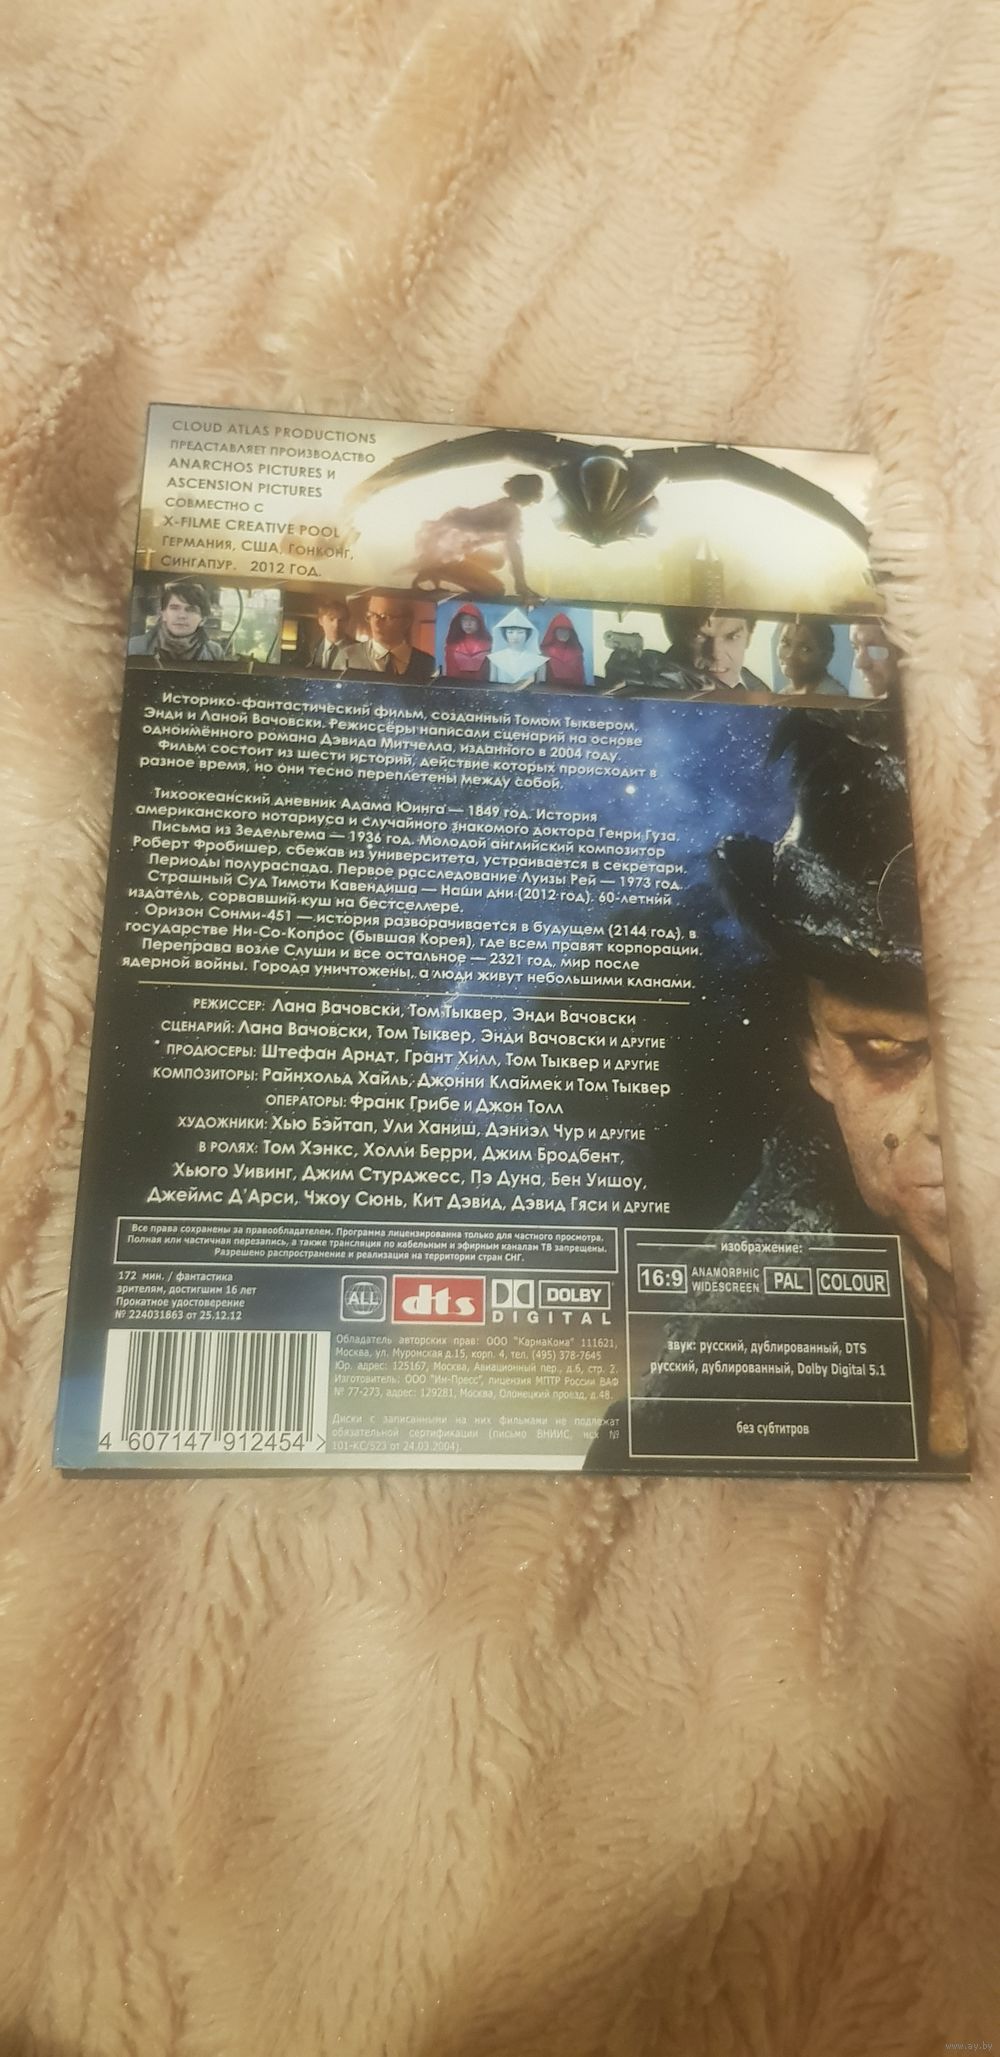 CLOUD ATLAS PRODUCTIONS
ПРЕДСТАВЛЯЕТ ПРОИЗВОДСТВО
ANARCHOS PICTURES И
ASCENSION PICTURES
СОВМЕСТНО С
X-FILME CREATIVE POOL
ГЕРМАНИЯ, США, ГОНКОНГ,
СИНГАПУР. 2012 ГОД.
Историко-фантастический фильм, созданный Томом Тыквером,
Энди и Ланой Вачовски. Режиссёры написали сценарий на основе
одноимённого романа Дэвида Митчелла, изданного в 2004 году.
Фильм состоит из шести историй, действие которых происходит в
разное время, но они тесно переплетены между собой.
Тихоокеанский дневник Адама Юинга — 1849 год. История
американского нотариуса и случайного знакомого доктора Генри Гуза.
Письма из Зедельгема — 1936 год. Молодой английский композитор
Роберт Фробишер, сбежав из университета, устраивается в секретари.
Периоды полураспада. Первое расследование Луизы Рей — 1973 год.
Страшный Суд Тимоти Кавендиша — Наши дни (2012 год). 60-летний
издатель, сорвавший куш на бестселлере.
Оризон Сонми-451 — история разворачивается в будущем (2144 год), в
государстве Ни-Со-Копрос (бывшая Корея), где всем правят корпорации.
Переправа возле Слуши и все остальное — 2321 год, мир после
ядерной войны. Города уничтожены, а люди живут небольшими кланами.
РЕЖИССЕР: Лана Вачовски, Том Тыквер, Энди Вачовски
СЦЕНАРИЙ: Лана Вачовски, Том Тыквер, Энди Вачовски И ДРУГИЕ
ПРОДЮСЕРЫ: Штефан Арндт, Грант Хилл, Том Тыквер И ДРУГИЕ
КОМПОЗИТОРЫ: Райнхольд Хайль, Джонни Клаймек и Том Тыквер
ОПЕРАТОРЫ: Франк Грибе и Джон Толл
ХУДОЖНИКИ: Хью Бэйтап, Ули Ханиш, Дэниэл Чур И ДРУГИЕ
В РОЛЯХ: Том Хэнкс, Холли Берри, Джим Бродбент,
Хьюго Уивинг, Джим Стурджесс, Пэ Дуна, Бен Уишоу,
Джеймс Д'Арси, Чжоу Сюнь, Кит Дэвид, Дэвид Гяси И ДРУГИЕ
Все права сохранены за правообладателем. Программа лицензированна только для частного просмотра.
Полная или частичная перезапись, а также трансляция по кабельным и эфирным каналам ТВ запрещены.
Разрешено распространение и реализация на территории стран СНГ.
172 мин. / фантастика
зрителям, достигшим 16 лет
Прокатное удостоверение
№ 224031863 от 25.12.12
ALL dts DOLBY
DIGITAL
4 607147 912454 >
Обладатель авторских прав: ООО "КармаКома" 111621,
Москва, ул. Муромская д.15, корп. 4, тел. (495) 378-7645
Юр. адрес: 125167, Москва, Авиационный пер., д.6, стр. 2.
Изготовитель: ООО "Ин-Пресс", лицензия МПТР России ВАФ
№ 77-273, адрес: 129281, Москва, Олонецкий проезд, д.48.
Диски с записанными на них фильмами не подлежат
обязательной сертификации (письмо ВНИИС, исх №
101-КС/523 от 24.03.2004).
изображение:
16:9 ANAMORPHIC WIDESCREEN PAL COLOUR
звук: русский, дублированный, DTS
русский, дублированный, Dolby Digital 5.1
без субтитров
www.ay.by